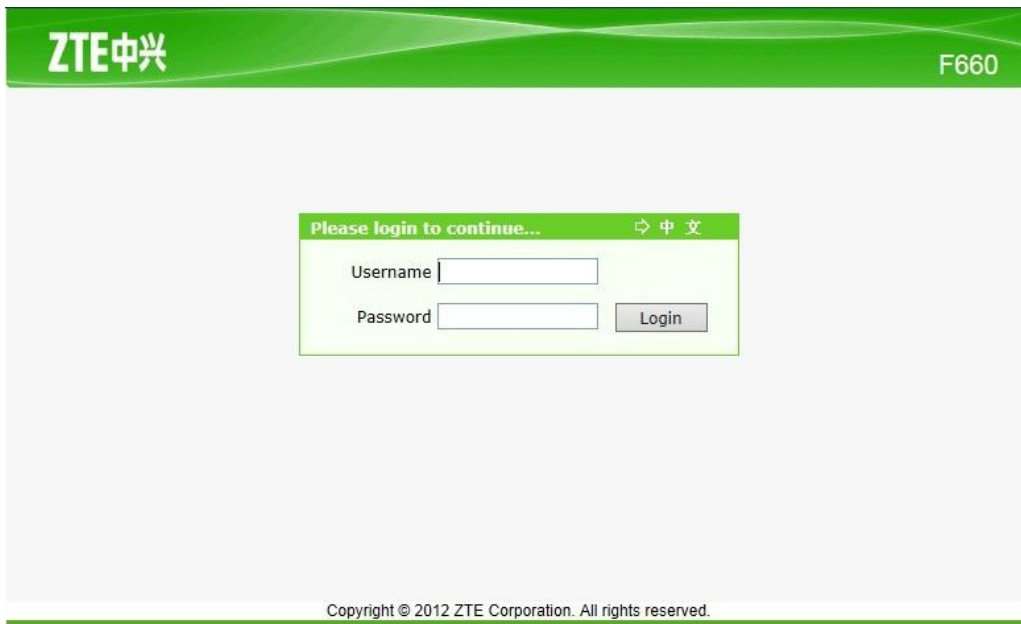 ZTE中兴
F660
Please login to continue... ➪ 中 文
Username
Password
Login
Copyright © 2012 ZTE Corporation. All rights reserved.